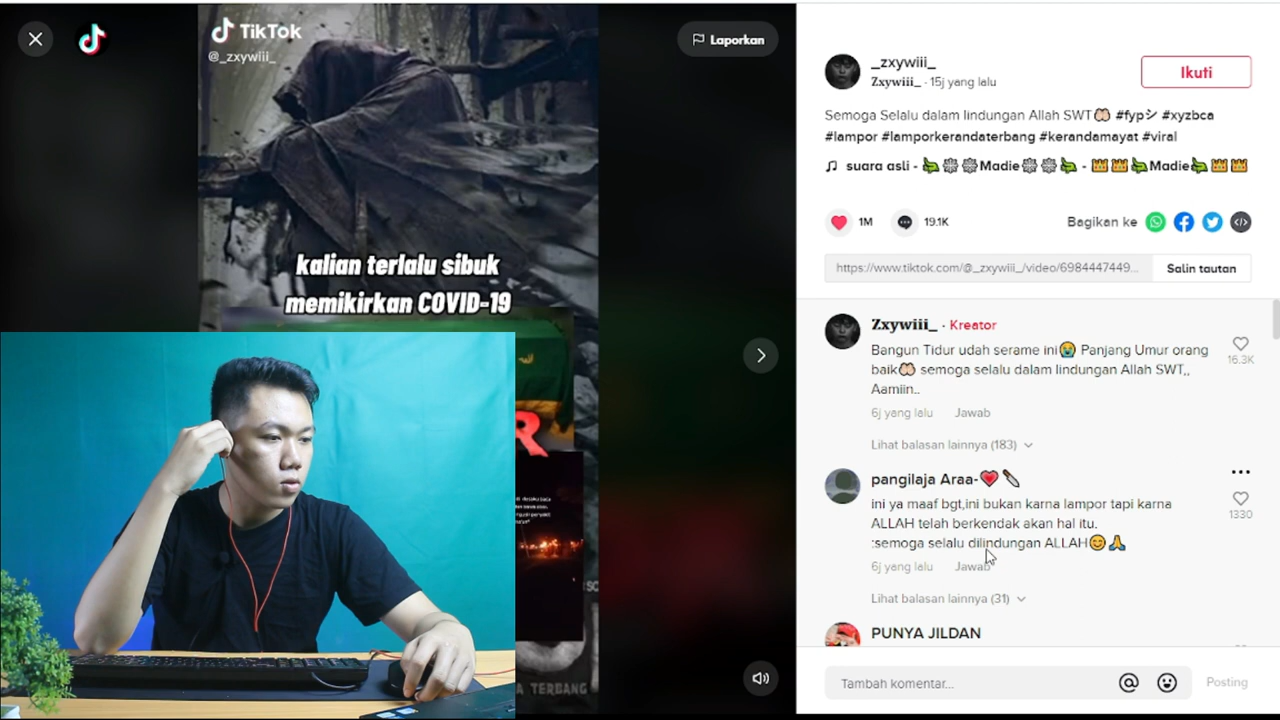 TikTok
@_zxywiii_
Laporkan
kalian terlalu sibuk
memikirkan COVID-19
R
A TERBANG
_zxywiii_
Zxywiii_ · 15j yang lalu
Ikuti
Semoga Selalu dalam lindungan Allah SWT🤲🏻 #fypシ #xyzbca
#lampor #lamporkerandaterbang #kerandamayat #viral
♫ suara asli - 🐊🕸🕸Madie🕸🕸🐊 - 👑👑🐊Madie🐊👑👑
1M
19.1K
Bagikan ke
https://www.tiktok.com/@_zxywiii_/video/6984447449...
Salin tautan
Zxywiii_ · Kreator
Bangun Tidur udah serame ini😭 Panjang Umur orang
baik🤲🏻 semoga selalu dalam lindungan Allah SWT,,
Aamiin..
16.3K
6j yang lalu Jawab
Lihat balasan lainnya (183)
pangilaja Araa-❤️🔪
ini ya maaf bgt,ini bukan karna lampor tapi karna
ALLAH telah berkendak akan hal itu.
:semoga selalu dilindungan ALLAH😊🙏
1330
6j yang lalu Jawab
Lihat balasan lainnya (31)
PUNYA JILDAN
Tambah komentar...
Posting